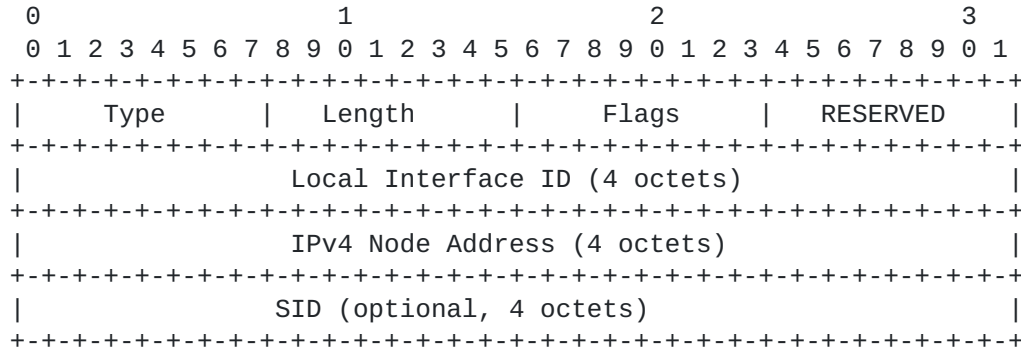 0                   1                   2                   3
 0 1 2 3 4 5 6 7 8 9 0 1 2 3 4 5 6 7 8 9 0 1 2 3 4 5 6 7 8 9 0 1
+-+-+-+-+-+-+-+-+-+-+-+-+-+-+-+-+-+-+-+-+-+-+-+-+-+-+-+-+-+-+-+-+
|     Type      |   Length      |     Flags     |   RESERVED    |
+-+-+-+-+-+-+-+-+-+-+-+-+-+-+-+-+-+-+-+-+-+-+-+-+-+-+-+-+-+-+-+-+
|                 Local Interface ID (4 octets)                 |
+-+-+-+-+-+-+-+-+-+-+-+-+-+-+-+-+-+-+-+-+-+-+-+-+-+-+-+-+-+-+-+-+
|                 IPv4 Node Address (4 octets)                  |
+-+-+-+-+-+-+-+-+-+-+-+-+-+-+-+-+-+-+-+-+-+-+-+-+-+-+-+-+-+-+-+-+
|                SID (optional, 4 octets)                       |
+-+-+-+-+-+-+-+-+-+-+-+-+-+-+-+-+-+-+-+-+-+-+-+-+-+-+-+-+-+-+-+-+